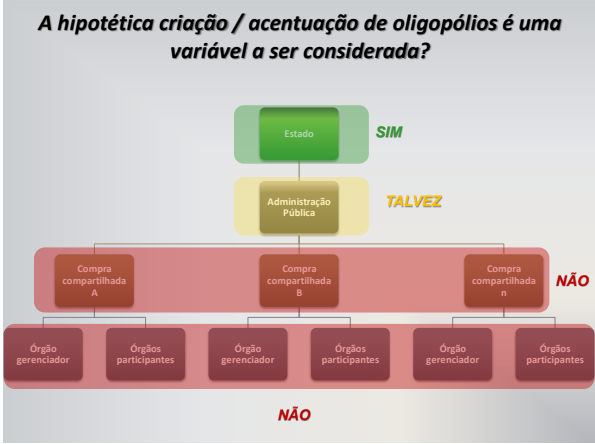 A hipotética criação / acentuação de oligopólios é uma
variável a ser considerada?
Estado
SIM
Administração
Pública
TALVEZ
Compra
compartilhada
A
Compra
compartilhada
B
Compra
compartilhada
n
NÃO
Órgão
gerenciador
Órgãos
participantes
Órgão
gerenciador
Órgãos
participantes
Órgão
gerenciador
Órgãos
participantes
NÃO